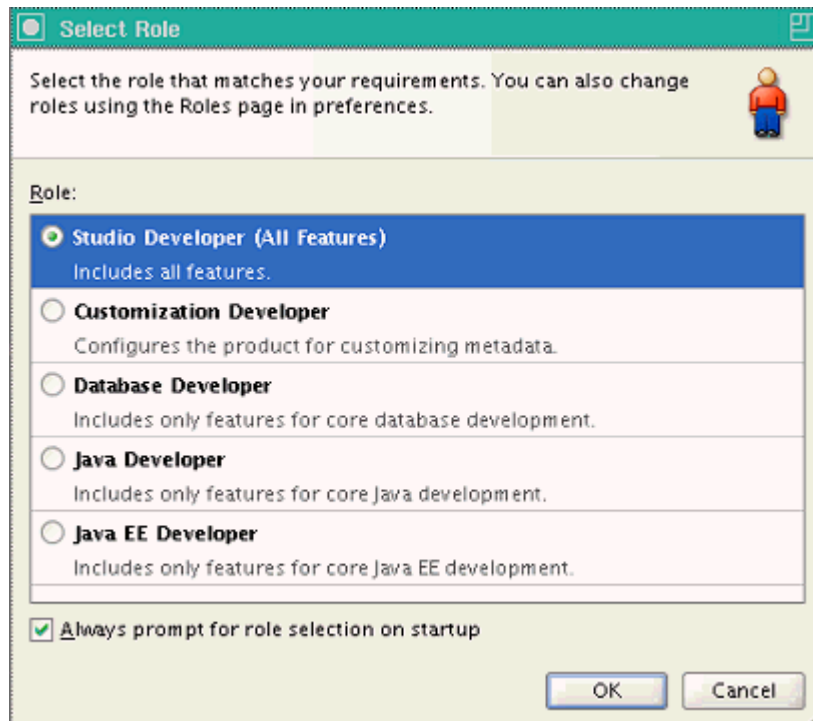 Select Role
Select the role that matches your requirements. You can also change
roles using the Roles page in preferences.
Role:
Studio Developer (All Features)
Includes all features.
Customization Developer
Configures the product for customizing metadata.
Database Developer
Includes only features for core database development.
Java Developer
Includes only features for core Java development.
Java EE Developer
Includes only features for core Java EE development.
Always prompt for role selection on startup
OK
Cancel